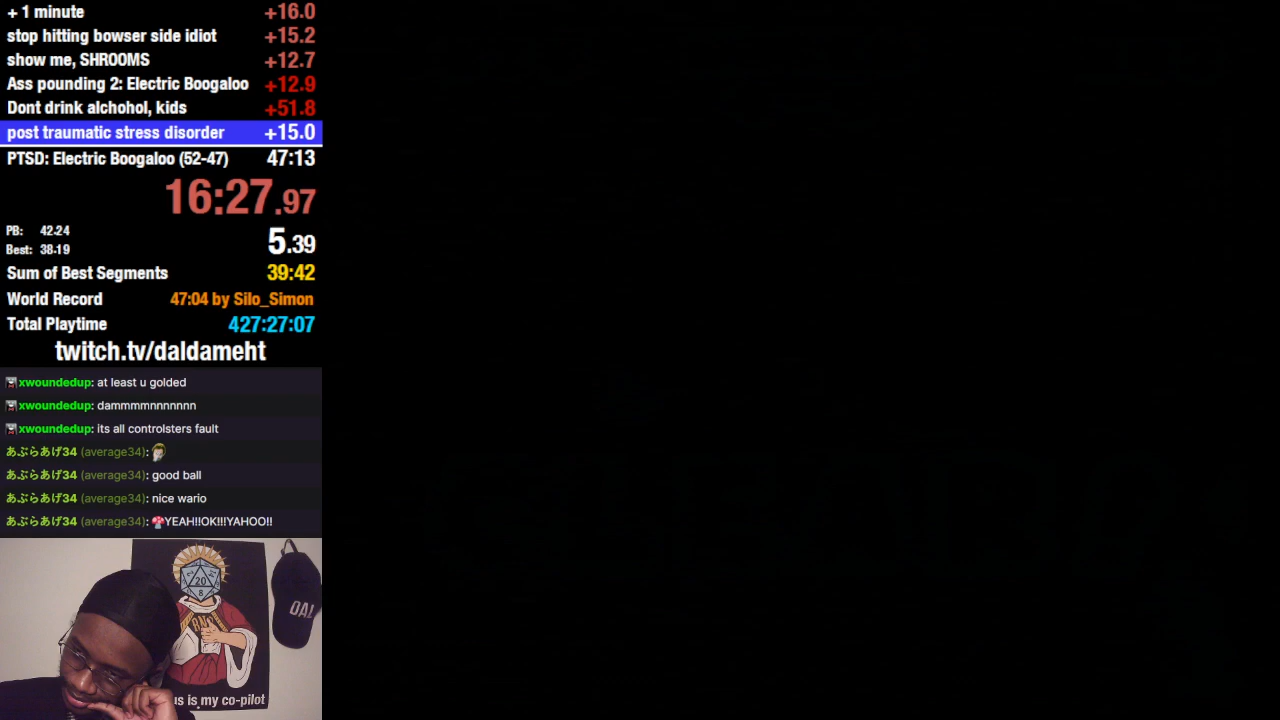 + 1 minute +16.0
stop hitting bowser side idiot +15.2
show me, SHROOMS +12.7
Ass pounding 2: Electric Boogaloo +12.9
Dont drink alchohol, kids +51.8
post traumatic stress disorder +15.0
PTSD: Electric Boogaloo (52-47) 47:13
16:27.97
PB: 42.24
Best: 38.19
5.39
Sum of Best Segments 39:42
World Record 47:04 by Silo_Simon
Total Playtime 427:27:07
twitch.tv/daldameht
xwoundedup: at least u golded
xwoundedup: dammmmnnnnnnn
xwoundedup: its all controlsters fault
あぶらあげ34 (average34):
あぶらあげ34 (average34): good ball
あぶらあげ34 (average34): nice wario
あぶらあげ34 (average34): YEAH!!OK!!!YAHOO!!
20
8
OAL
us is my co-pilot